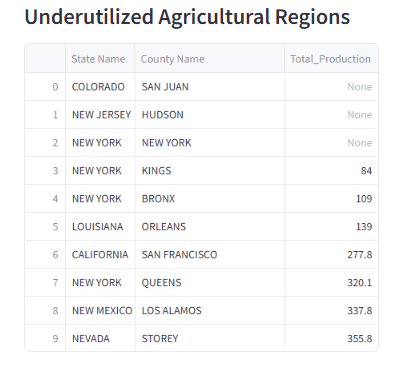 Underutilized Agricultural Regions
State Name County Name Total_Production
0 COLORADO SAN JUAN None
1 NEW JERSEY HUDSON None
2 NEW YORK NEW YORK None
3 NEW YORK KINGS 84
4 NEW YORK BRONX 109
5 LOUISIANA ORLEANS 139
6 CALIFORNIA SAN FRANCISCO 277.8
7 NEW YORK QUEENS 320.1
8 NEW MEXICO LOS ALAMOS 337.8
9 NEVADA STOREY 355.8